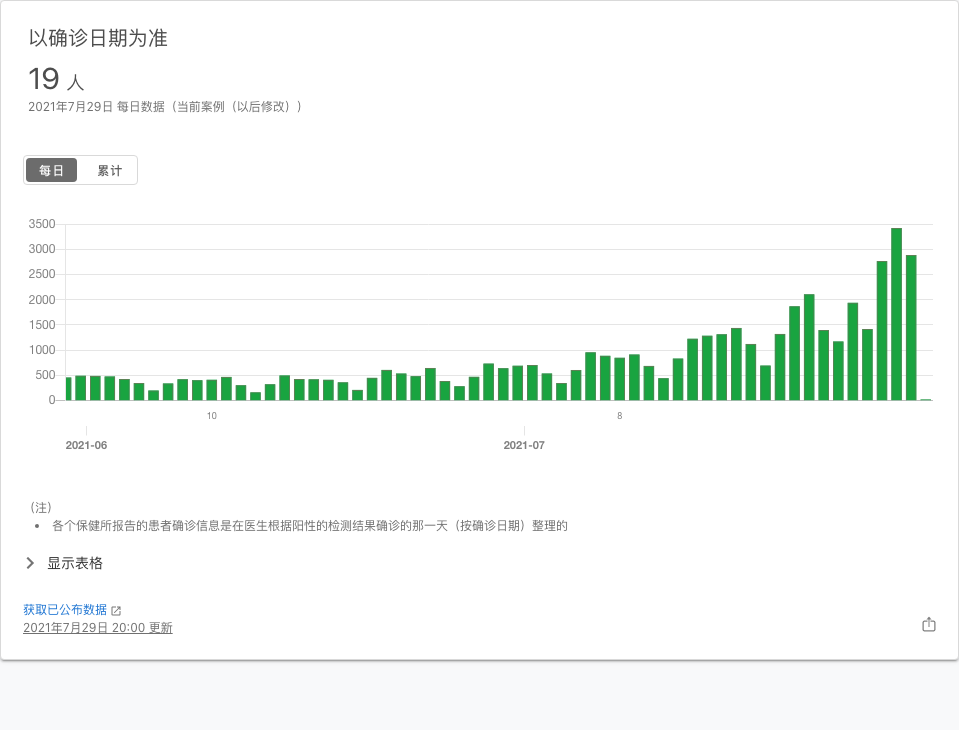 以确诊日期为准
19 人
2021年7月29日 每日数据（当前案例（以后修改））
每日 累计
3500
3000
2500
2000
1500
1000
500
0
10 8
2021-06 2021-07
（注）
• 各个保健所报告的患者确诊信息是在医生根据阳性的检测结果确诊的那一天（按确诊日期）整理的
显示表格
获取已公布数据
2021年7月29日 20:00 更新